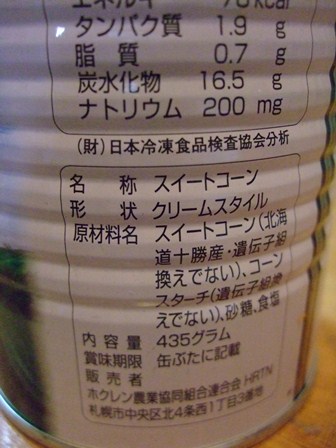 エネルギー 78kcal
タンパク質 1.9 g
脂質 0.7 g
炭水化物 16.5 g
ナトリウム 200 mg
(財)日本冷凍食品検査協会分析
名称 スイートコーン
形状 クリームスタイル
原材料名 スイートコーン(北海
道十勝産・遺伝子組
換えでない)、コーン
スターチ(遺伝子組換
えでない)、砂糖、食塩
内容量 435グラム
賞味期限 缶ぶたに記載
販売者
ホクレン農業協同組合連合会 HRTN
札幌市中央区北4条西1丁目3番地